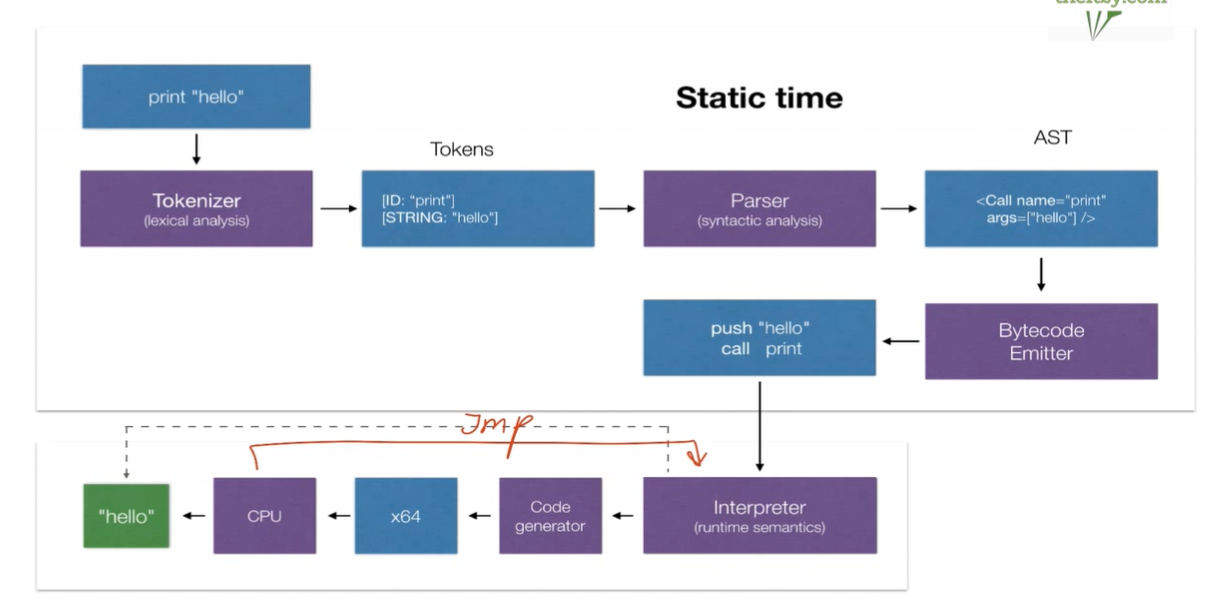 print "hello"
Static time
Tokens
AST
Tokenizer
(lexical analysis)
[ID: "print"]
[STRING: "hello"]
Parser
(syntactic analysis)
<Call name="print"
args=["hello"] />
push "hello"
call print
Bytecode
Emitter
Jmp
"hello"
CPU
x64
Code
generator
Interpreter
(runtime semantics)